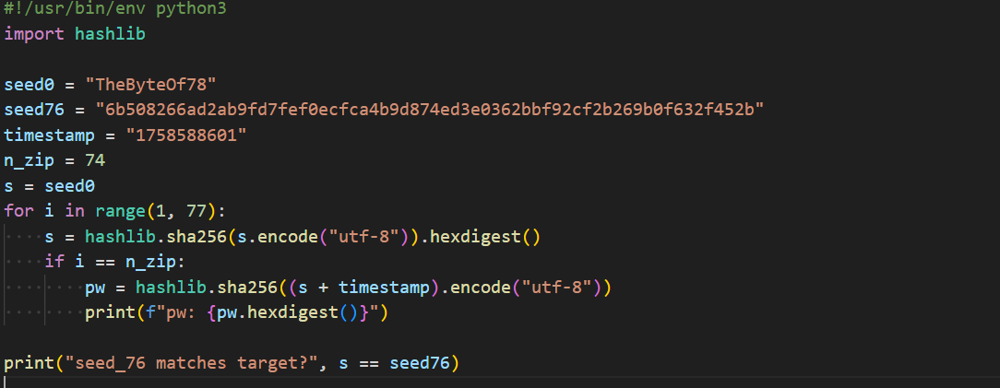 #!/usr/bin/env python3
import hashlib

seed0 = "TheByteOf78"
seed76 = "6b508266ad2ab9fd7fef0ecfca4b9d874ed3e0362bbf92cf2b269b0f632f452b"
timestamp = "1758588601"
n_zip = 74
s = seed0
for i in range(1, 77):
    s = hashlib.sha256(s.encode("utf-8")).hexdigest()
    if i == n_zip:
        pw = hashlib.sha256((s + timestamp).encode("utf-8"))
        print(f"pw: {pw.hexdigest()}")

print("seed_76 matches target?", s == seed76)